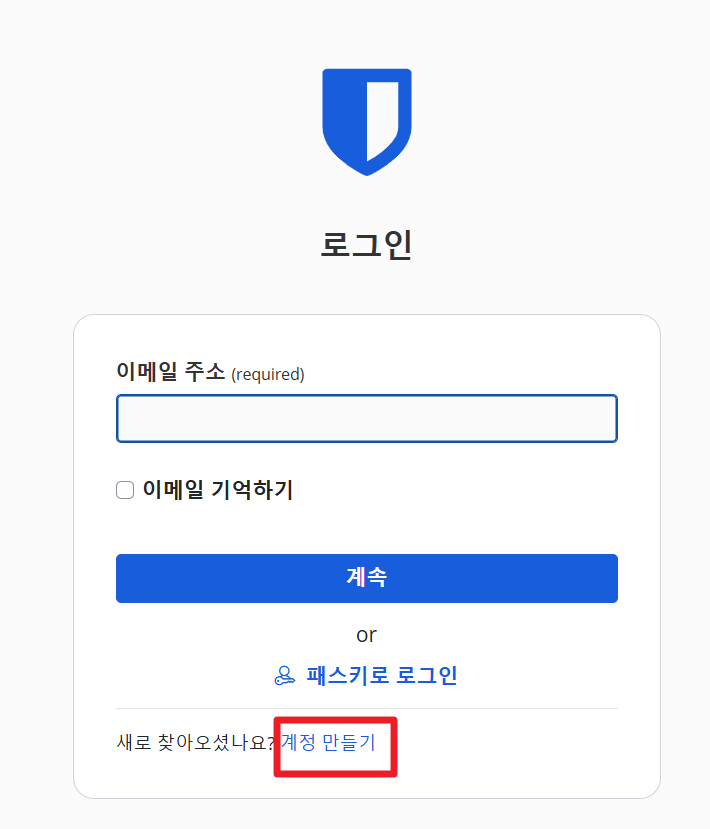 로그인
이메일 주소 (required)
이메일 기억하기
계속
or
패스키로 로그인
새로 찾아오셨나요? 계정 만들기